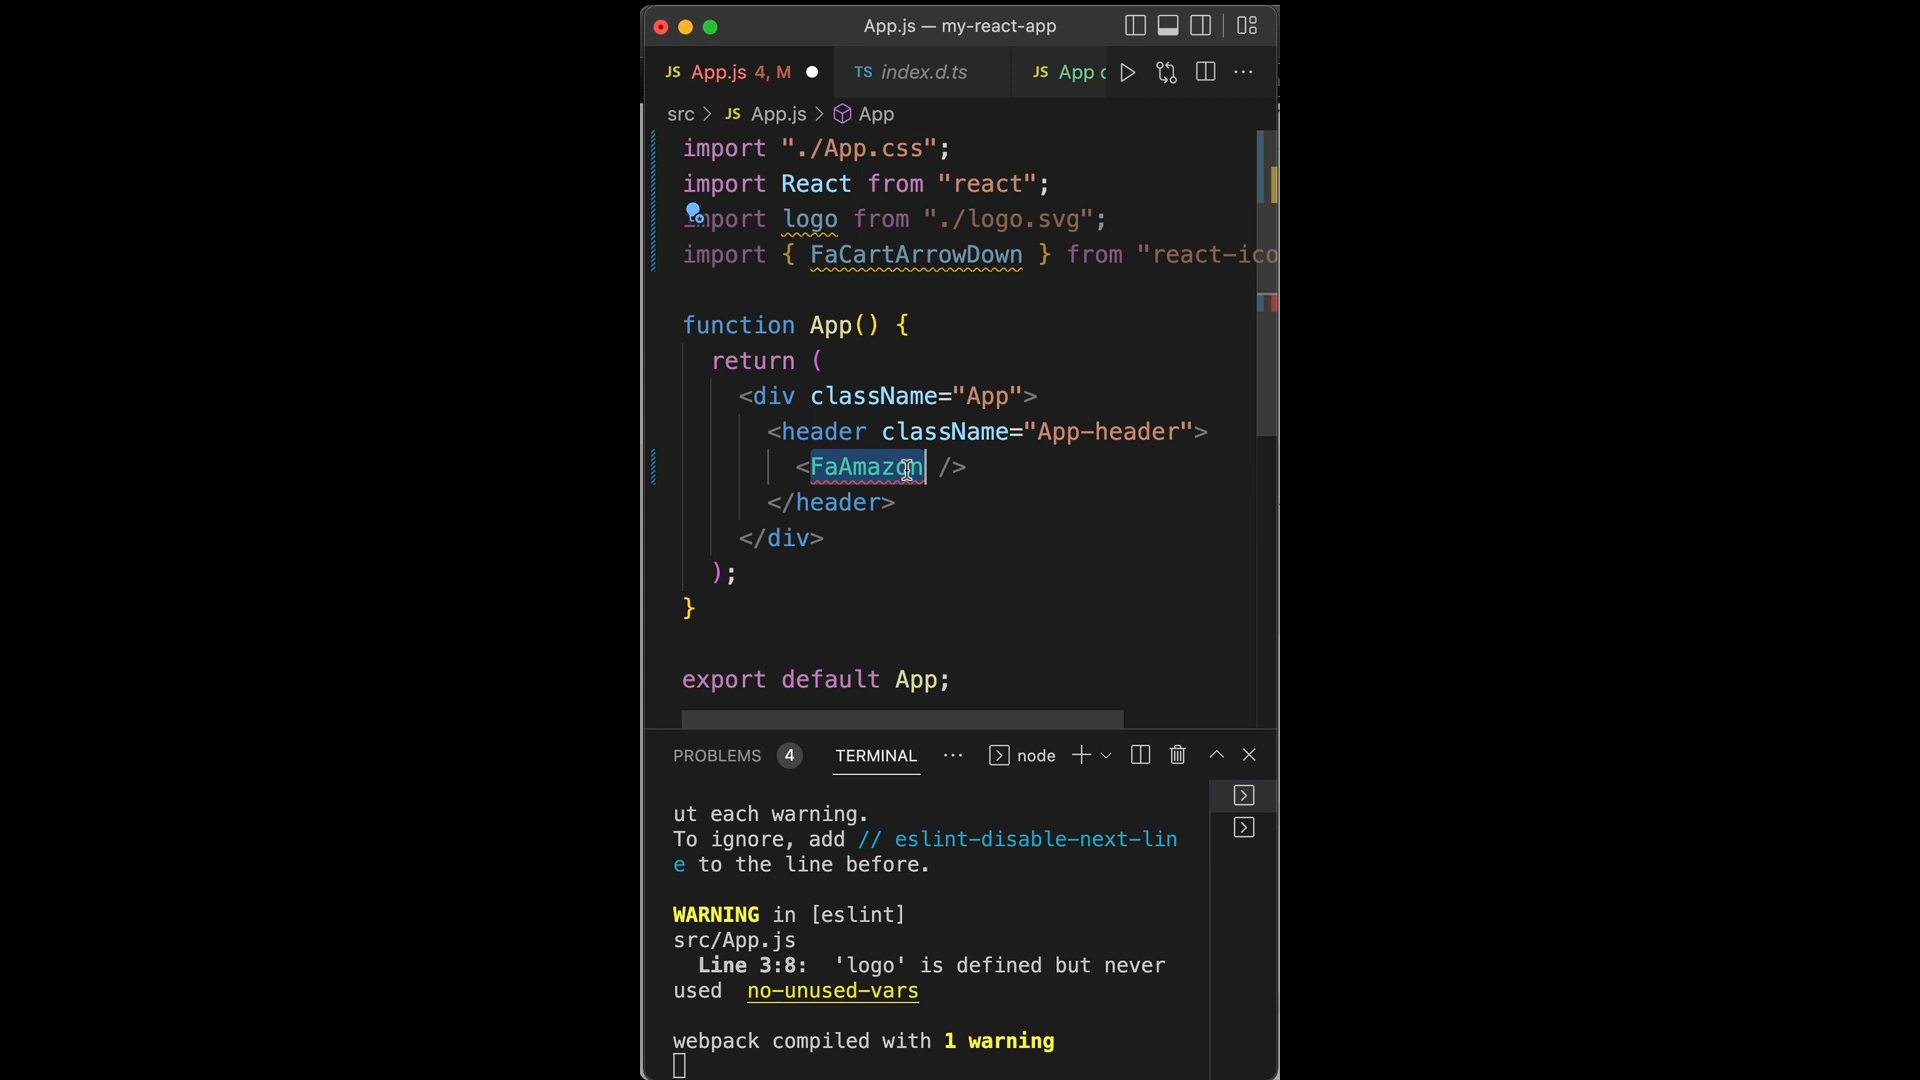 App.js — my-react-app
JS App.js 4, M TS index.d.ts JS App
src > JS App.js > App
import "./App.css";
import React from "react";
import logo from "./logo.svg";
import { FaCartArrowDown } from "react-ico
function App() {
return (
<div className="App">
<header className="App-header">
<FaAmazon />
</header>
</div>
);
}
export default App;
PROBLEMS 4 TERMINAL ··· node
ut each warning.
To ignore, add // eslint-disable-next-lin
e to the line before.
WARNING in [eslint]
src/App.js
Line 3:8: 'logo' is defined but never
used no-unused-vars
webpack compiled with 1 warning